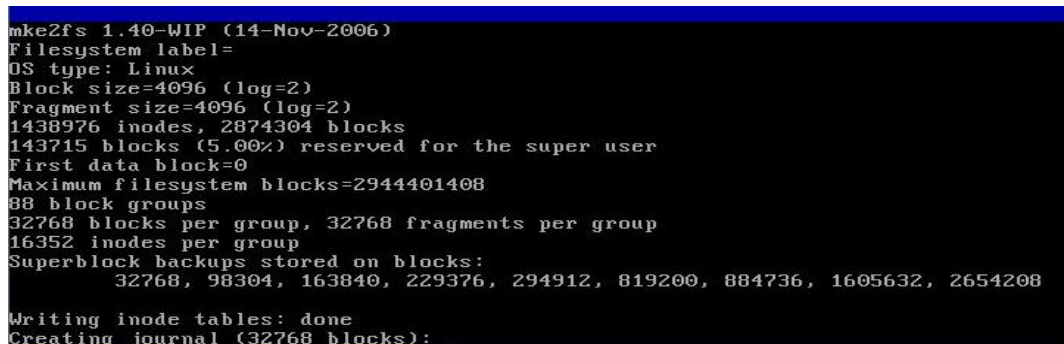 mke2fs 1.40-WIP (14-Nov-2006)
Filesystem label=
OS type: Linux
Block size=4096 (log=2)
Fragment size=4096 (log=2)
1438976 inodes, 2874304 blocks
143715 blocks (5.00%) reserved for the super user
First data block=0
Maximum filesystem blocks=2944401408
88 block groups
32768 blocks per group, 32768 fragments per group
16352 inodes per group
Superblock backups stored on blocks:
32768, 98304, 163840, 229376, 294912, 819200, 884736, 1605632, 2654208
Writing inode tables: done
Creating journal (32768 blocks):